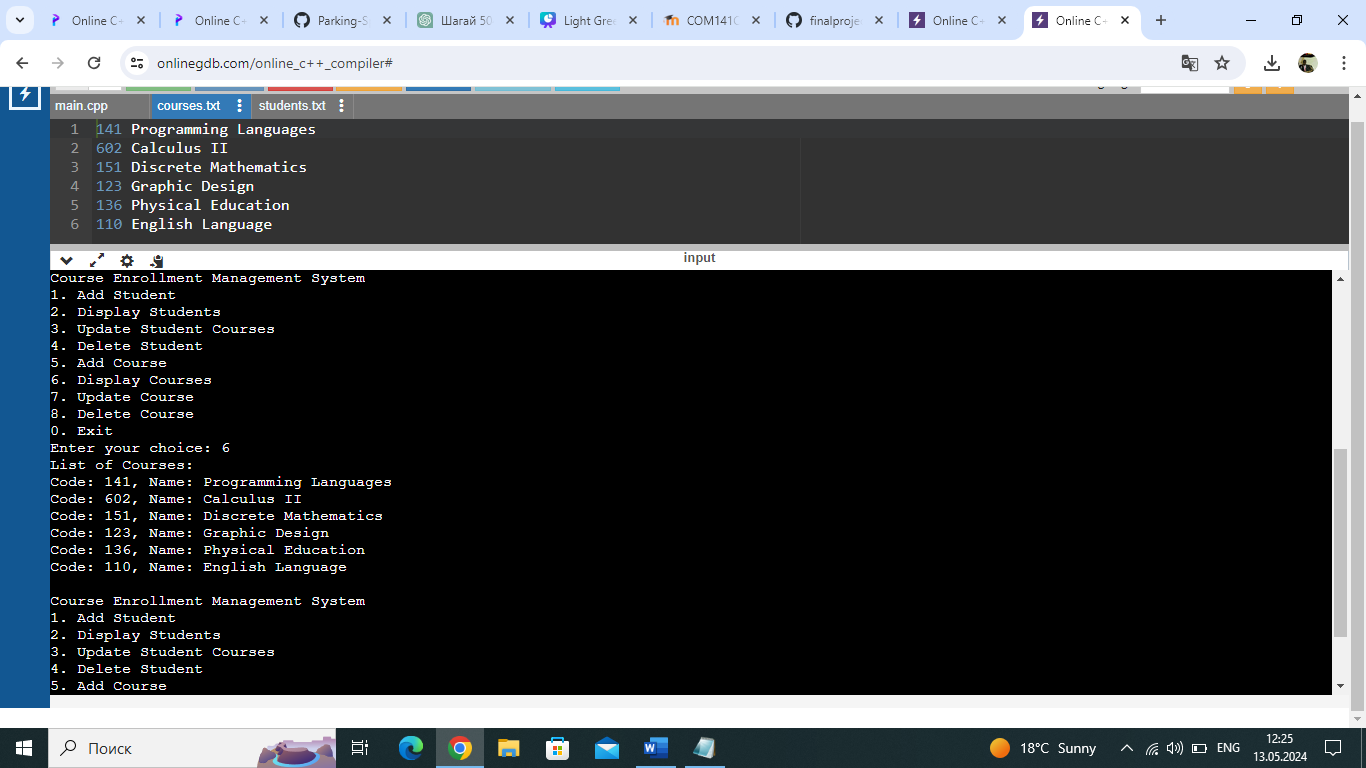 Online C+
Online C+
Parking-S
Шагай 50
Light Gre
COM141C
finalproje
Online C+
Online C+
onlinegdb.com/online_c++_compiler#
main.cpp courses.txt students.txt
1 141 Programming Languages
2 602 Calculus II
3 151 Discrete Mathematics
4 123 Graphic Design
5 136 Physical Education
6 110 English Language
input
Course Enrollment Management System
1. Add Student
2. Display Students
3. Update Student Courses
4. Delete Student
5. Add Course
6. Display Courses
7. Update Course
8. Delete Course
0. Exit
Enter your choice: 6
List of Courses:
Code: 141, Name: Programming Languages
Code: 602, Name: Calculus II
Code: 151, Name: Discrete Mathematics
Code: 123, Name: Graphic Design
Code: 136, Name: Physical Education
Code: 110, Name: English Language
Course Enrollment Management System
1. Add Student
2. Display Students
3. Update Student Courses
4. Delete Student
5. Add Course
Поиск
18°C Sunny
ENG
12:25
13.05.2024